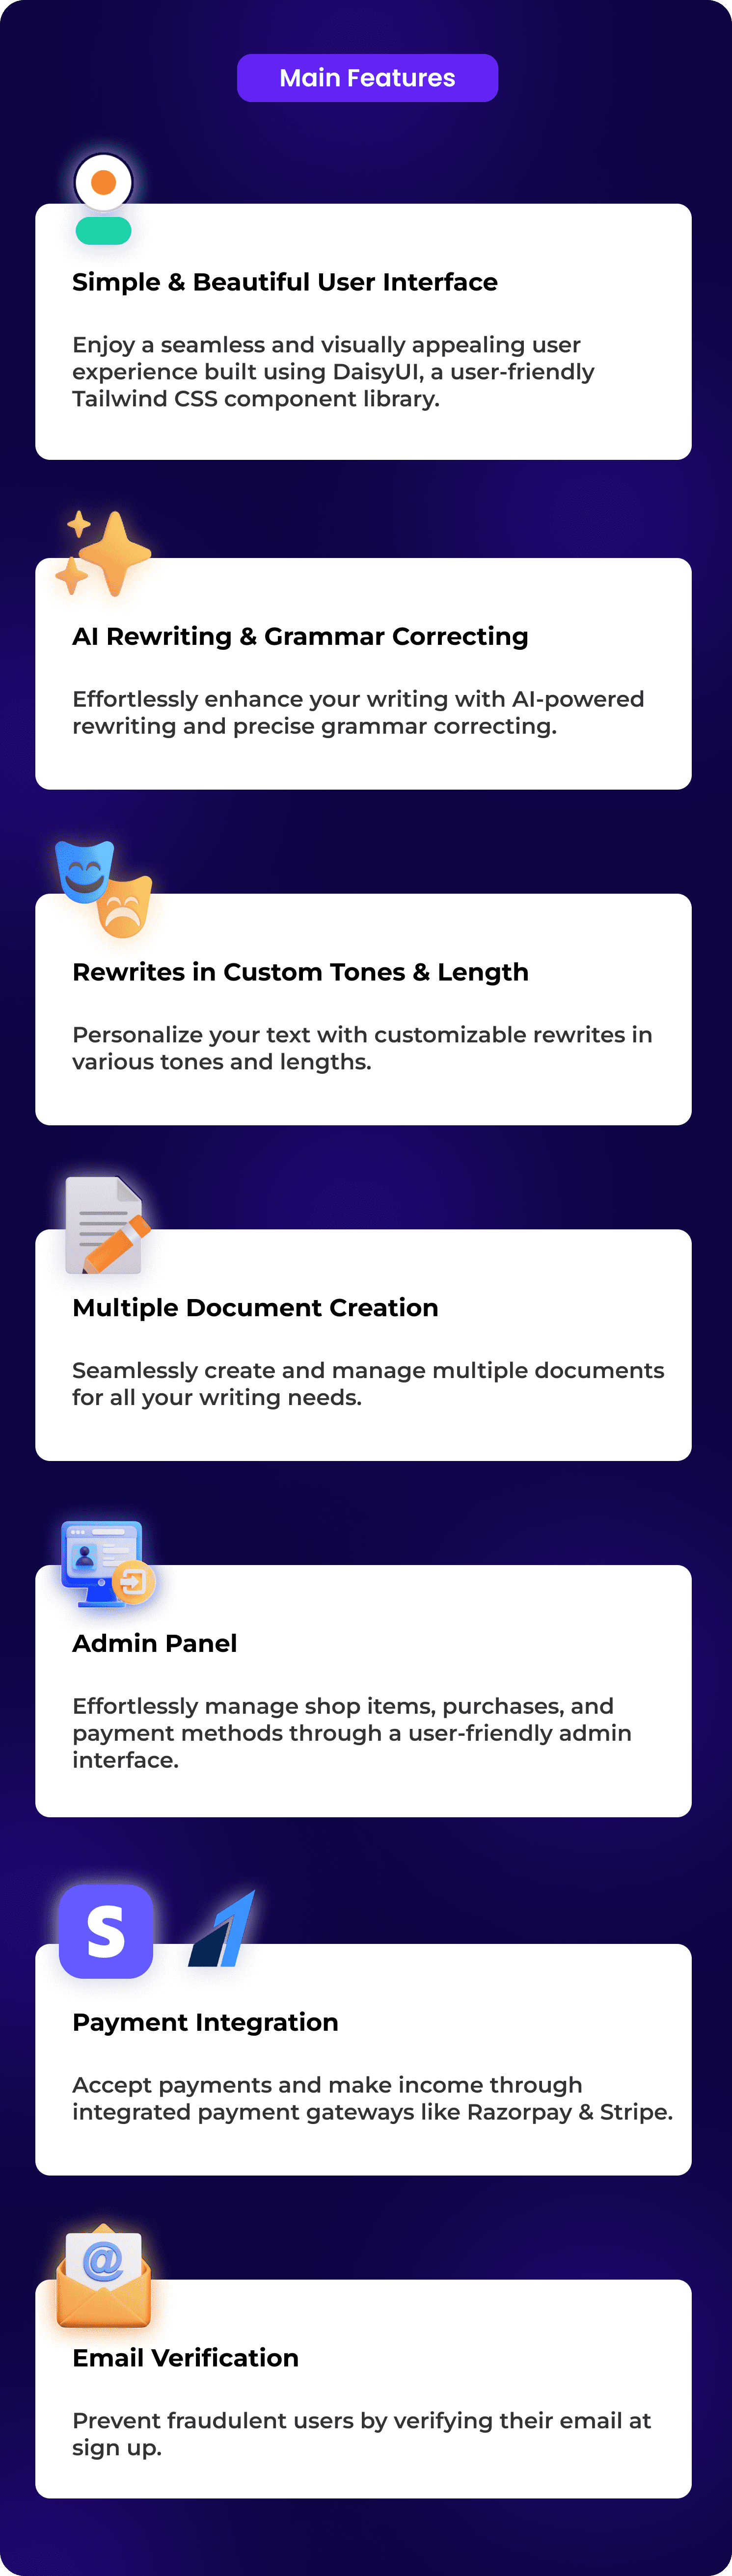 Main Features
Simple & Beautiful User Interface
Enjoy a seamless and visually appealing user
experience built using DaisyUI, a user-friendly
Tailwind CSS component library.
AI Rewriting & Grammar Correcting
Effortlessly enhance your writing with AI-powered
rewriting and precise grammar correcting.
Rewrites in Custom Tones & Length
Personalize your text with customizable rewrites in
various tones and lengths.
Multiple Document Creation
Seamlessly create and manage multiple documents
for all your writing needs.
Admin Panel
Effortlessly manage shop items, purchases, and
payment methods through a user-friendly admin
interface.
S
Payment Integration
Accept payments and make income through
integrated payment gateways like Razorpay & Stripe.
@
Email Verification
Prevent fraudulent users by verifying their email at
sign up.